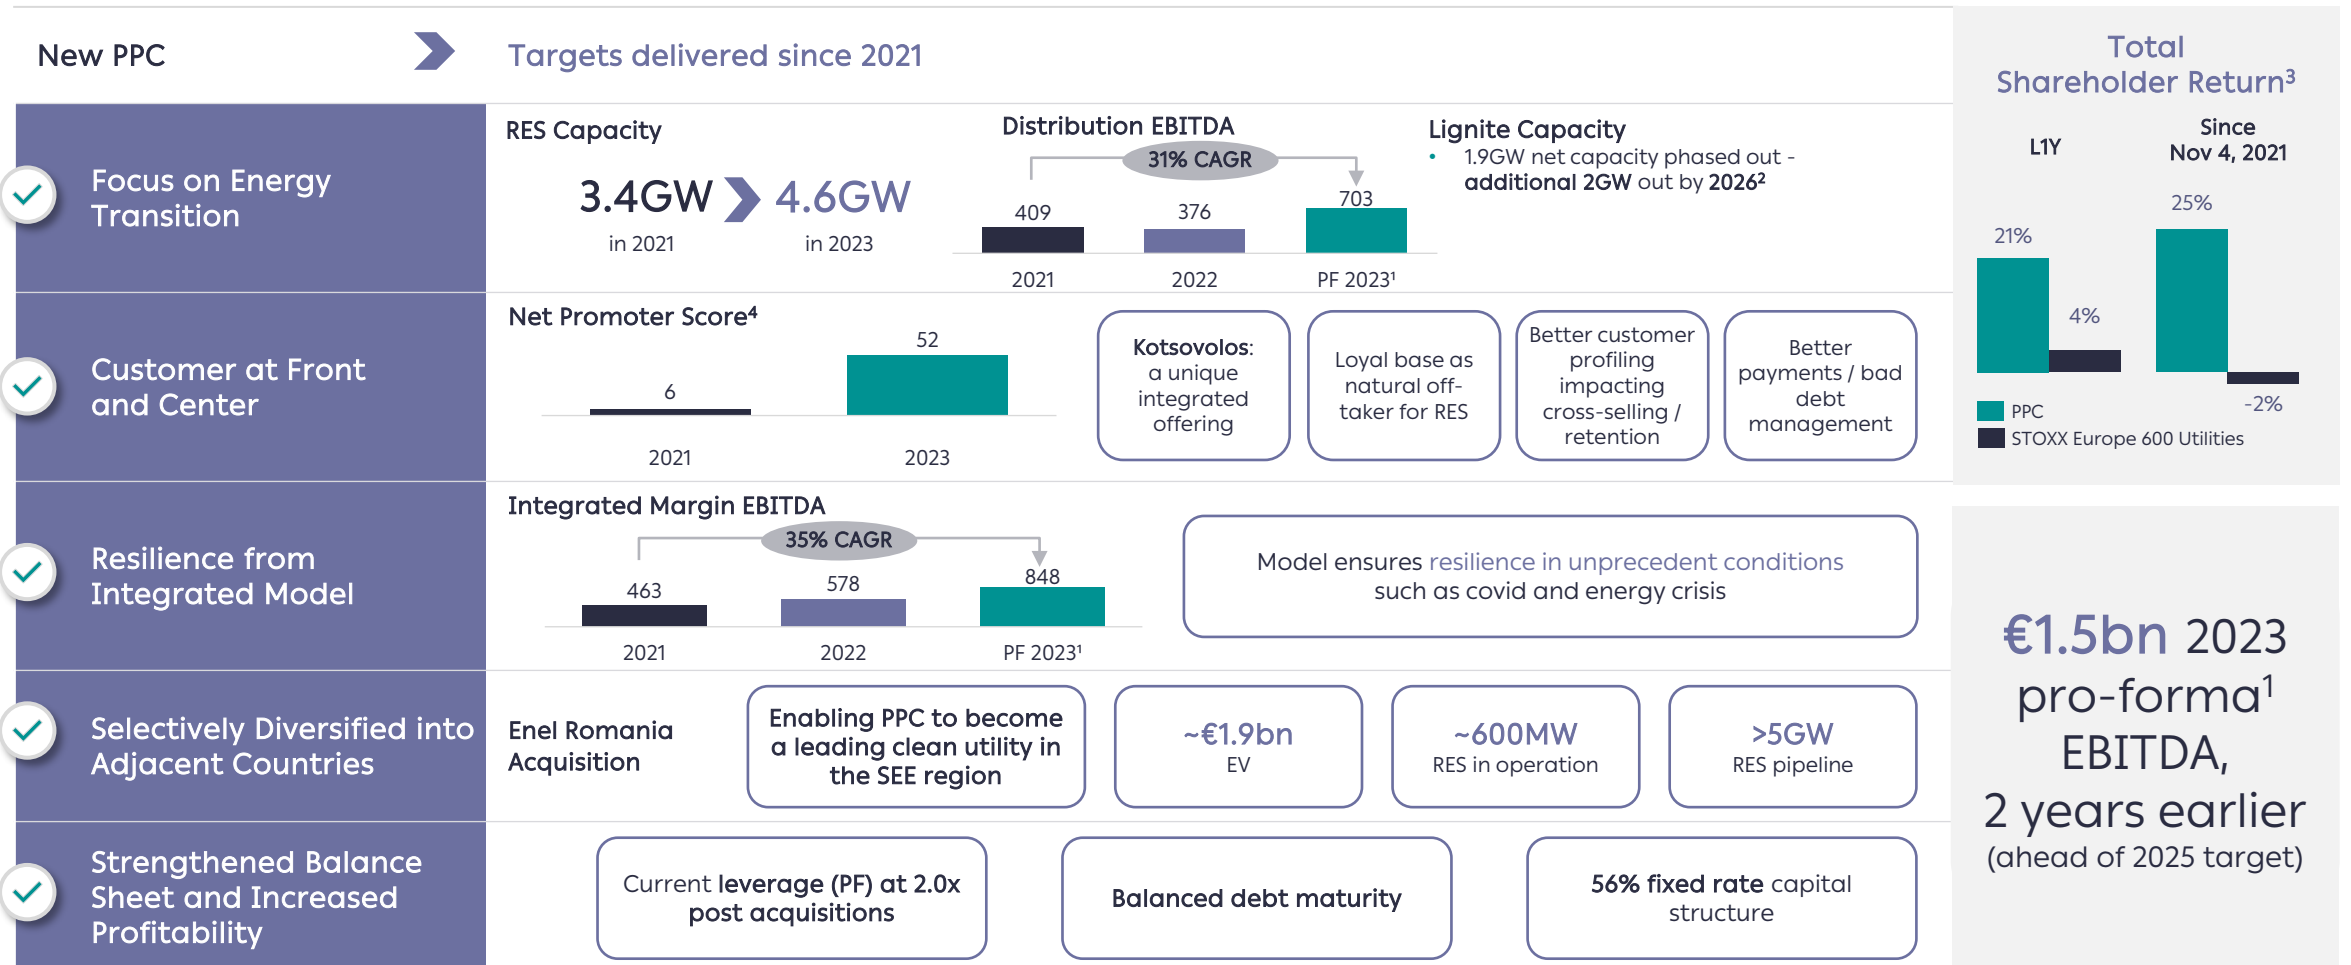 New PPC
Targets delivered since 2021
Focus on Energy
Transition
RES Capacity
3.4GW
in 2021
4.6GW
in 2023
Distribution EBITDA
31% CAGR
409
376
703
2021
2022
PF 2023¹
Lignite Capacity
• 1.9GW net capacity phased out -
additional 2GW out by 2026²
Customer at Front
and Center
Net Promoter Score⁴
6
52
2021
2023
Kotsovolos:
a unique
integrated
offering
Loyal base as
natural off-
taker for RES
Better customer
profiling
impacting
cross-selling /
retention
Better
payments / bad
debt
management
Resilience from
Integrated Model
Integrated Margin EBITDA
35% CAGR
463
578
848
2021
2022
PF 2023¹
Model ensures resilience in unprecedent conditions
such as covid and energy crisis
Selectively Diversified into
Adjacent Countries
Enel Romania
Acquisition
Enabling PPC to become
a leading clean utility in
the SEE region
~€1.9bn
EV
~600MW
RES in operation
>5GW
RES pipeline
Strengthened Balance
Sheet and Increased
Profitability
Current leverage (PF) at 2.0x
post acquisitions
Balanced debt maturity
56% fixed rate capital
structure
Total
Shareholder Return³
L1Y
Since
Nov 4, 2021
21%
4%
25%
-2%
PPC
STOXX Europe 600 Utilities
€1.5bn 2023
pro-forma¹
EBITDA,
2 years earlier
(ahead of 2025 target)